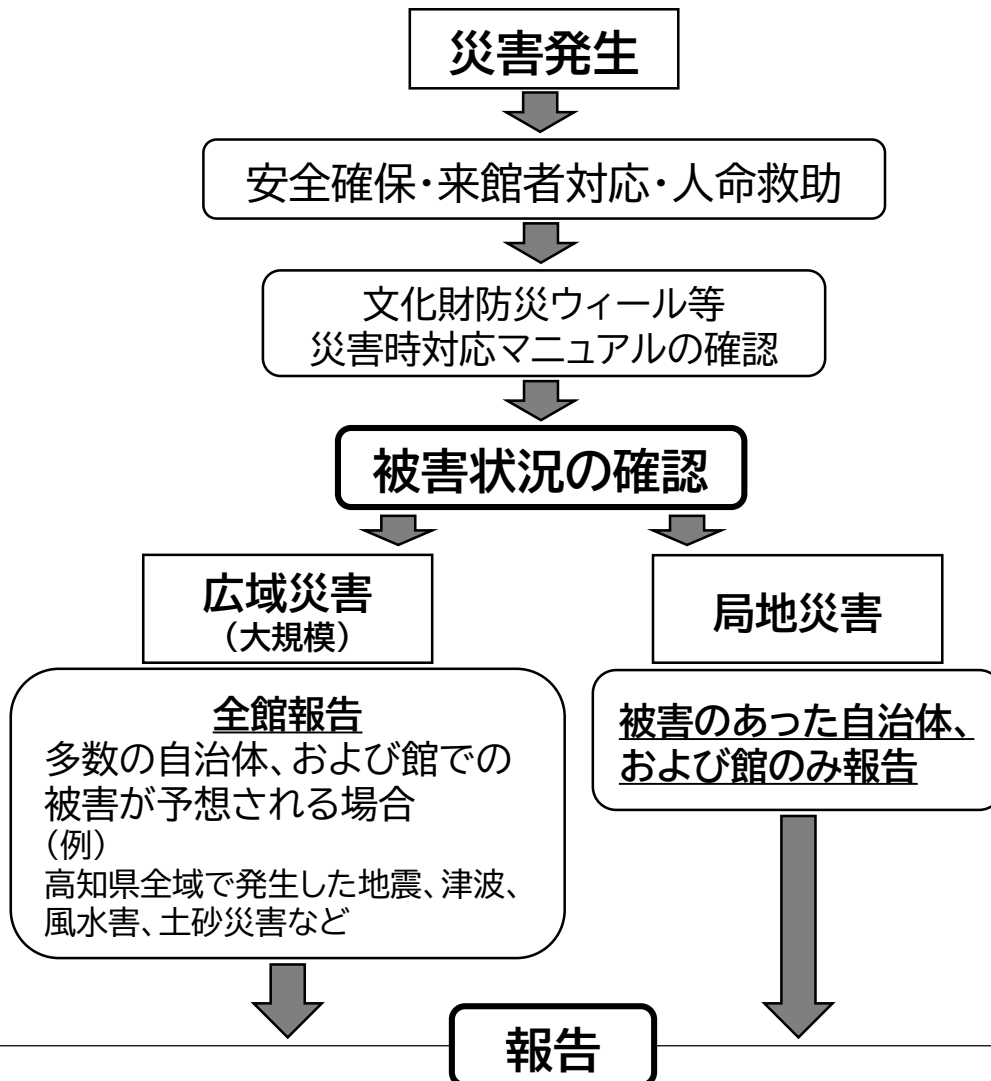 災害発生
安全確保・来館者対応・人命救助
文化財防災ウィール等
災害時対応マニュアルの確認
被害状況の確認
広域災害
（大規模）
全館報告
多数の自治体、および館での
被害が予想される場合
（例）
高知県全域で発生した地震、津波、
風水害、土砂災害など
局地災害
被害のあった自治体、
および館のみ報告
報告